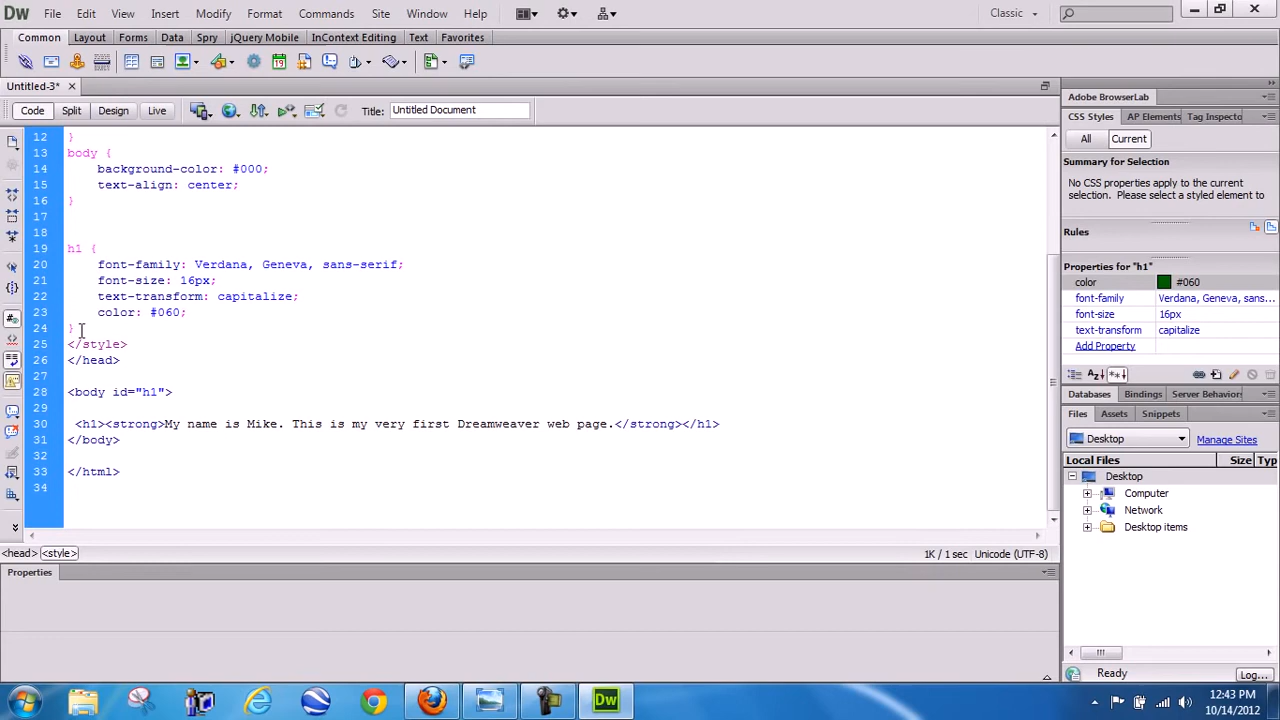 Dw File Edit View Insert Modify Format Commands Site Window Help Classic
Common Layout Forms Data Spry jQuery Mobile InContext Editing Text Favorites
Untitled-3*
Code Split Design Live Title: Untitled Document
12 }
13 body {
14 background-color: #000;
15 text-align: center;
16 }
17
18
19 h1 {
20 font-family: Verdana, Geneva, sans-serif;
21 font-size: 16px;
22 text-transform: capitalize;
23 color: #060;
24 }
25 </style>
26 </head>
27
28 <body id="h1">
29
30 <h1><strong>My name is Mike. This is my very first Dreamweaver web page.</strong></h1>
31 </body>
32
33 </html>
34
<head> <style> 1K / 1 sec Unicode (UTF-8)
Properties
Adobe BrowserLab
CSS Styles AP Elements Tag Inspecto
All Current
Summary for Selection
No CSS properties apply to the current
selection. Please select a styled element to
Rules
Properties for "h1"
color #060
font-family Verdana, Geneva, sans...
font-size 16px
text-transform capitalize
Add Property
Databases Bindings Server Behavior
Files Assets Snippets
Desktop Manage Sites
Local Files Size Typ
Desktop
Computer
Network
Desktop items
Ready Log...
Dw
12:43 PM
10/14/2012